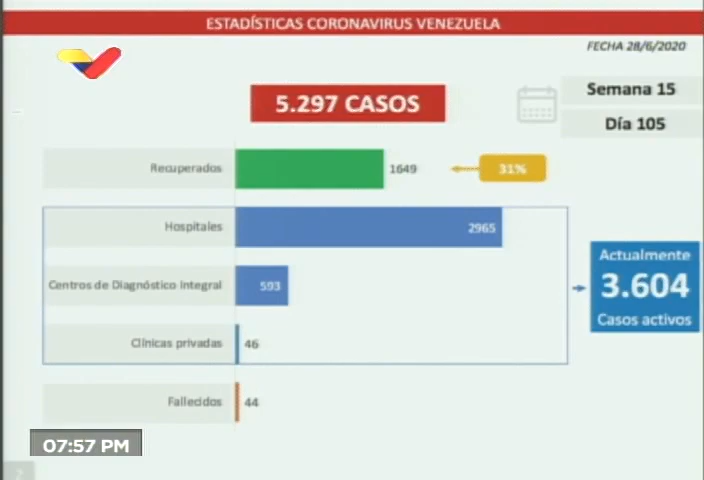 ESTADÍSTICAS CORONAVIRUS VENEZUELA
FECHA 28/6/2020
5.297 CASOS
Semana 15
Día 105
Recuperados
1649
31%
Hospitales
2965
Centros de Diagnóstico Integral
593
Clínicas privadas
46
Actualmente
3.604
Casos activos
Fallecidos
44
07:57 PM
2